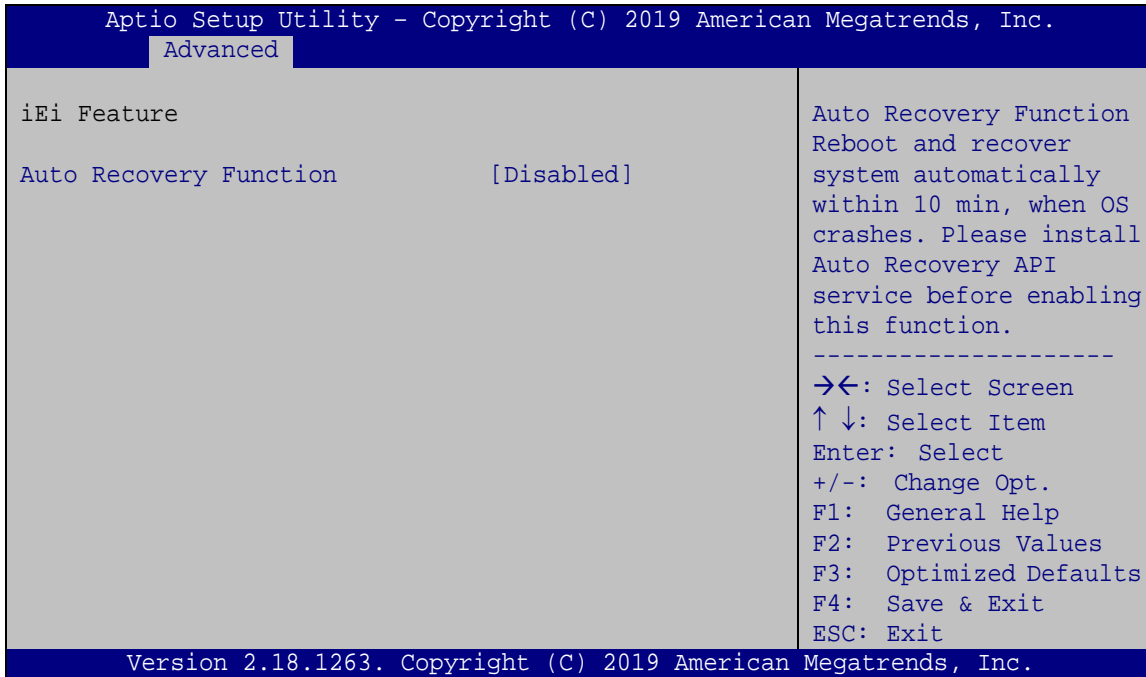 Aptio Setup Utility – Copyright (C) 2019 American Megatrends, Inc.
Advanced
iEi Feature
Auto Recovery Function [Disabled]
Auto Recovery Function
Reboot and recover
system automatically
within 10 min, when OS
crashes. Please install
Auto Recovery API
service before enabling
this function.
---------------------
→←: Select Screen
↑ ↓: Select Item
Enter: Select
+/-: Change Opt.
F1: General Help
F2: Previous Values
F3: Optimized Defaults
F4: Save & Exit
ESC: Exit
Version 2.18.1263. Copyright (C) 2019 American Megatrends, Inc.